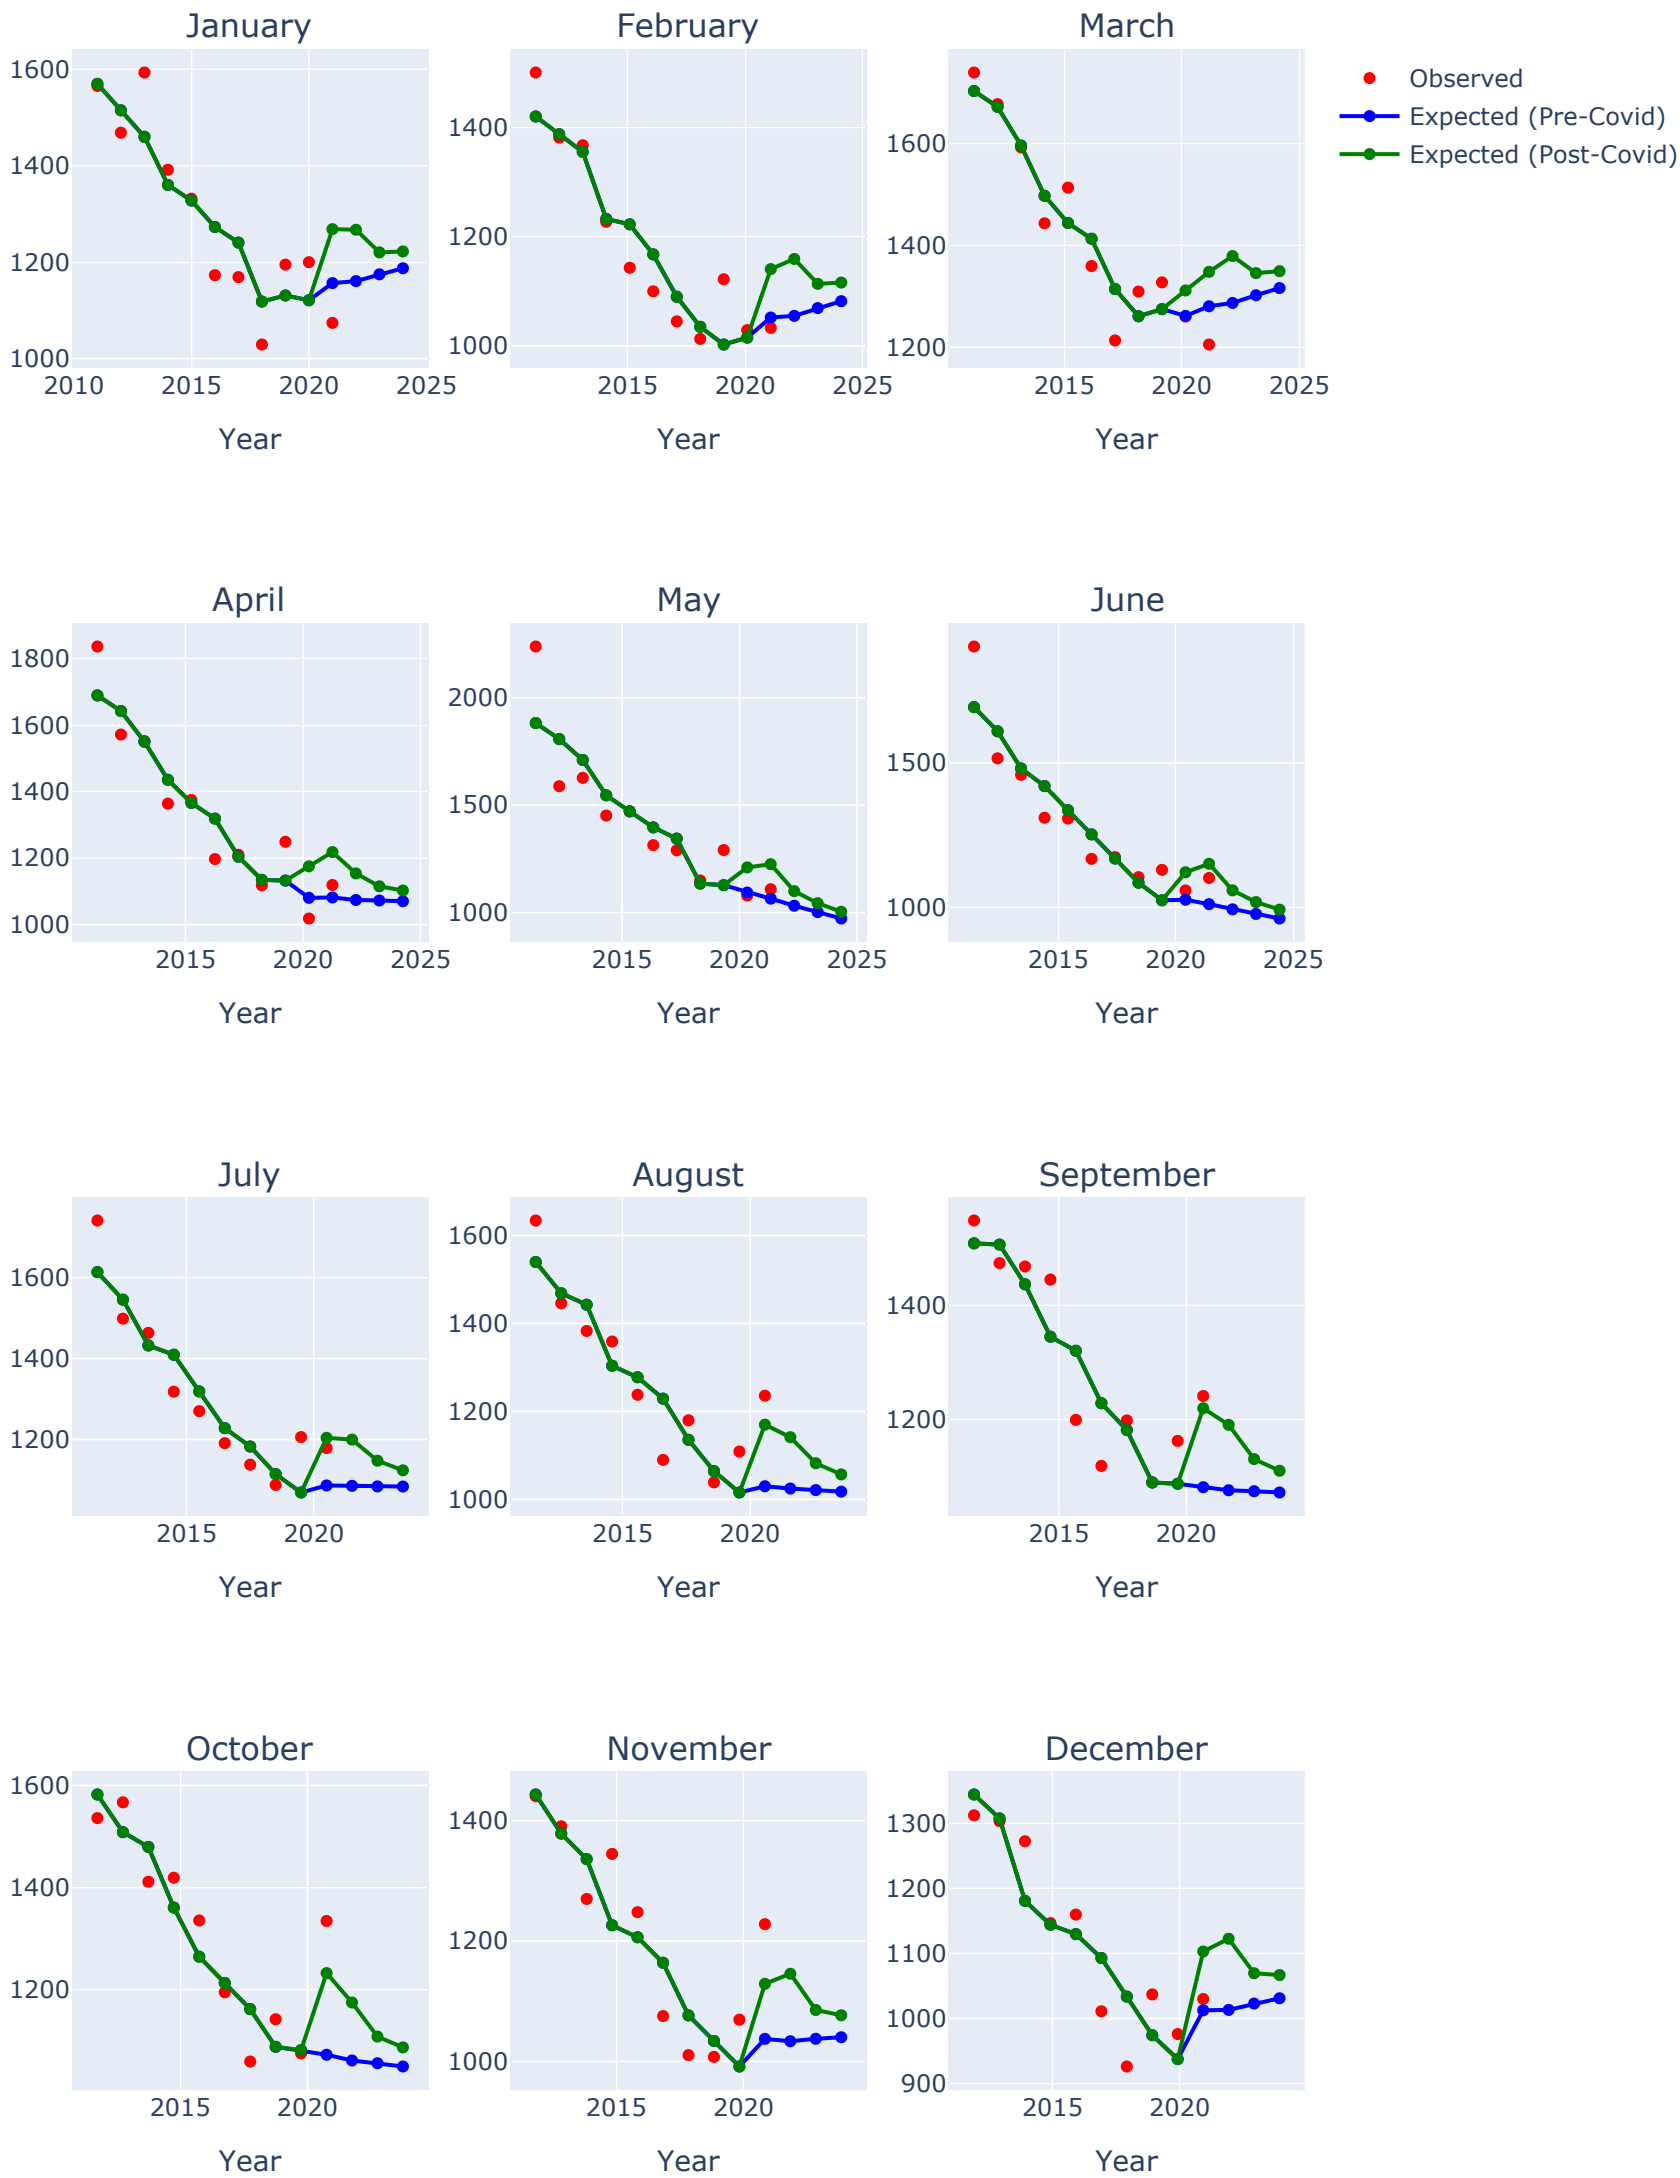 January February March
1600
1400
1200
1000
2010 2015 2020 2025
Year
1400
1200
1000
2015 2020 2025
Year
1600
1400
1200
2015 2020 2025
Year
Observed
Expected (Pre-Covid)
Expected (Post-Covid)
April May June
1800
1600
1400
1200
1000
2015 2020 2025
Year
2000
1500
1000
2015 2020 2025
Year
1500
1000
2015 2020 2025
Year
July August September
1600
1400
1200
2015 2020
Year
1600
1400
1200
1000
2015 2020
Year
1400
1200
2015 2020
Year
October November December
1600
1400
1200
2015 2020
Year
1400
1200
1000
2015 2020
Year
1300
1200
1100
1000
900
2015 2020
Year